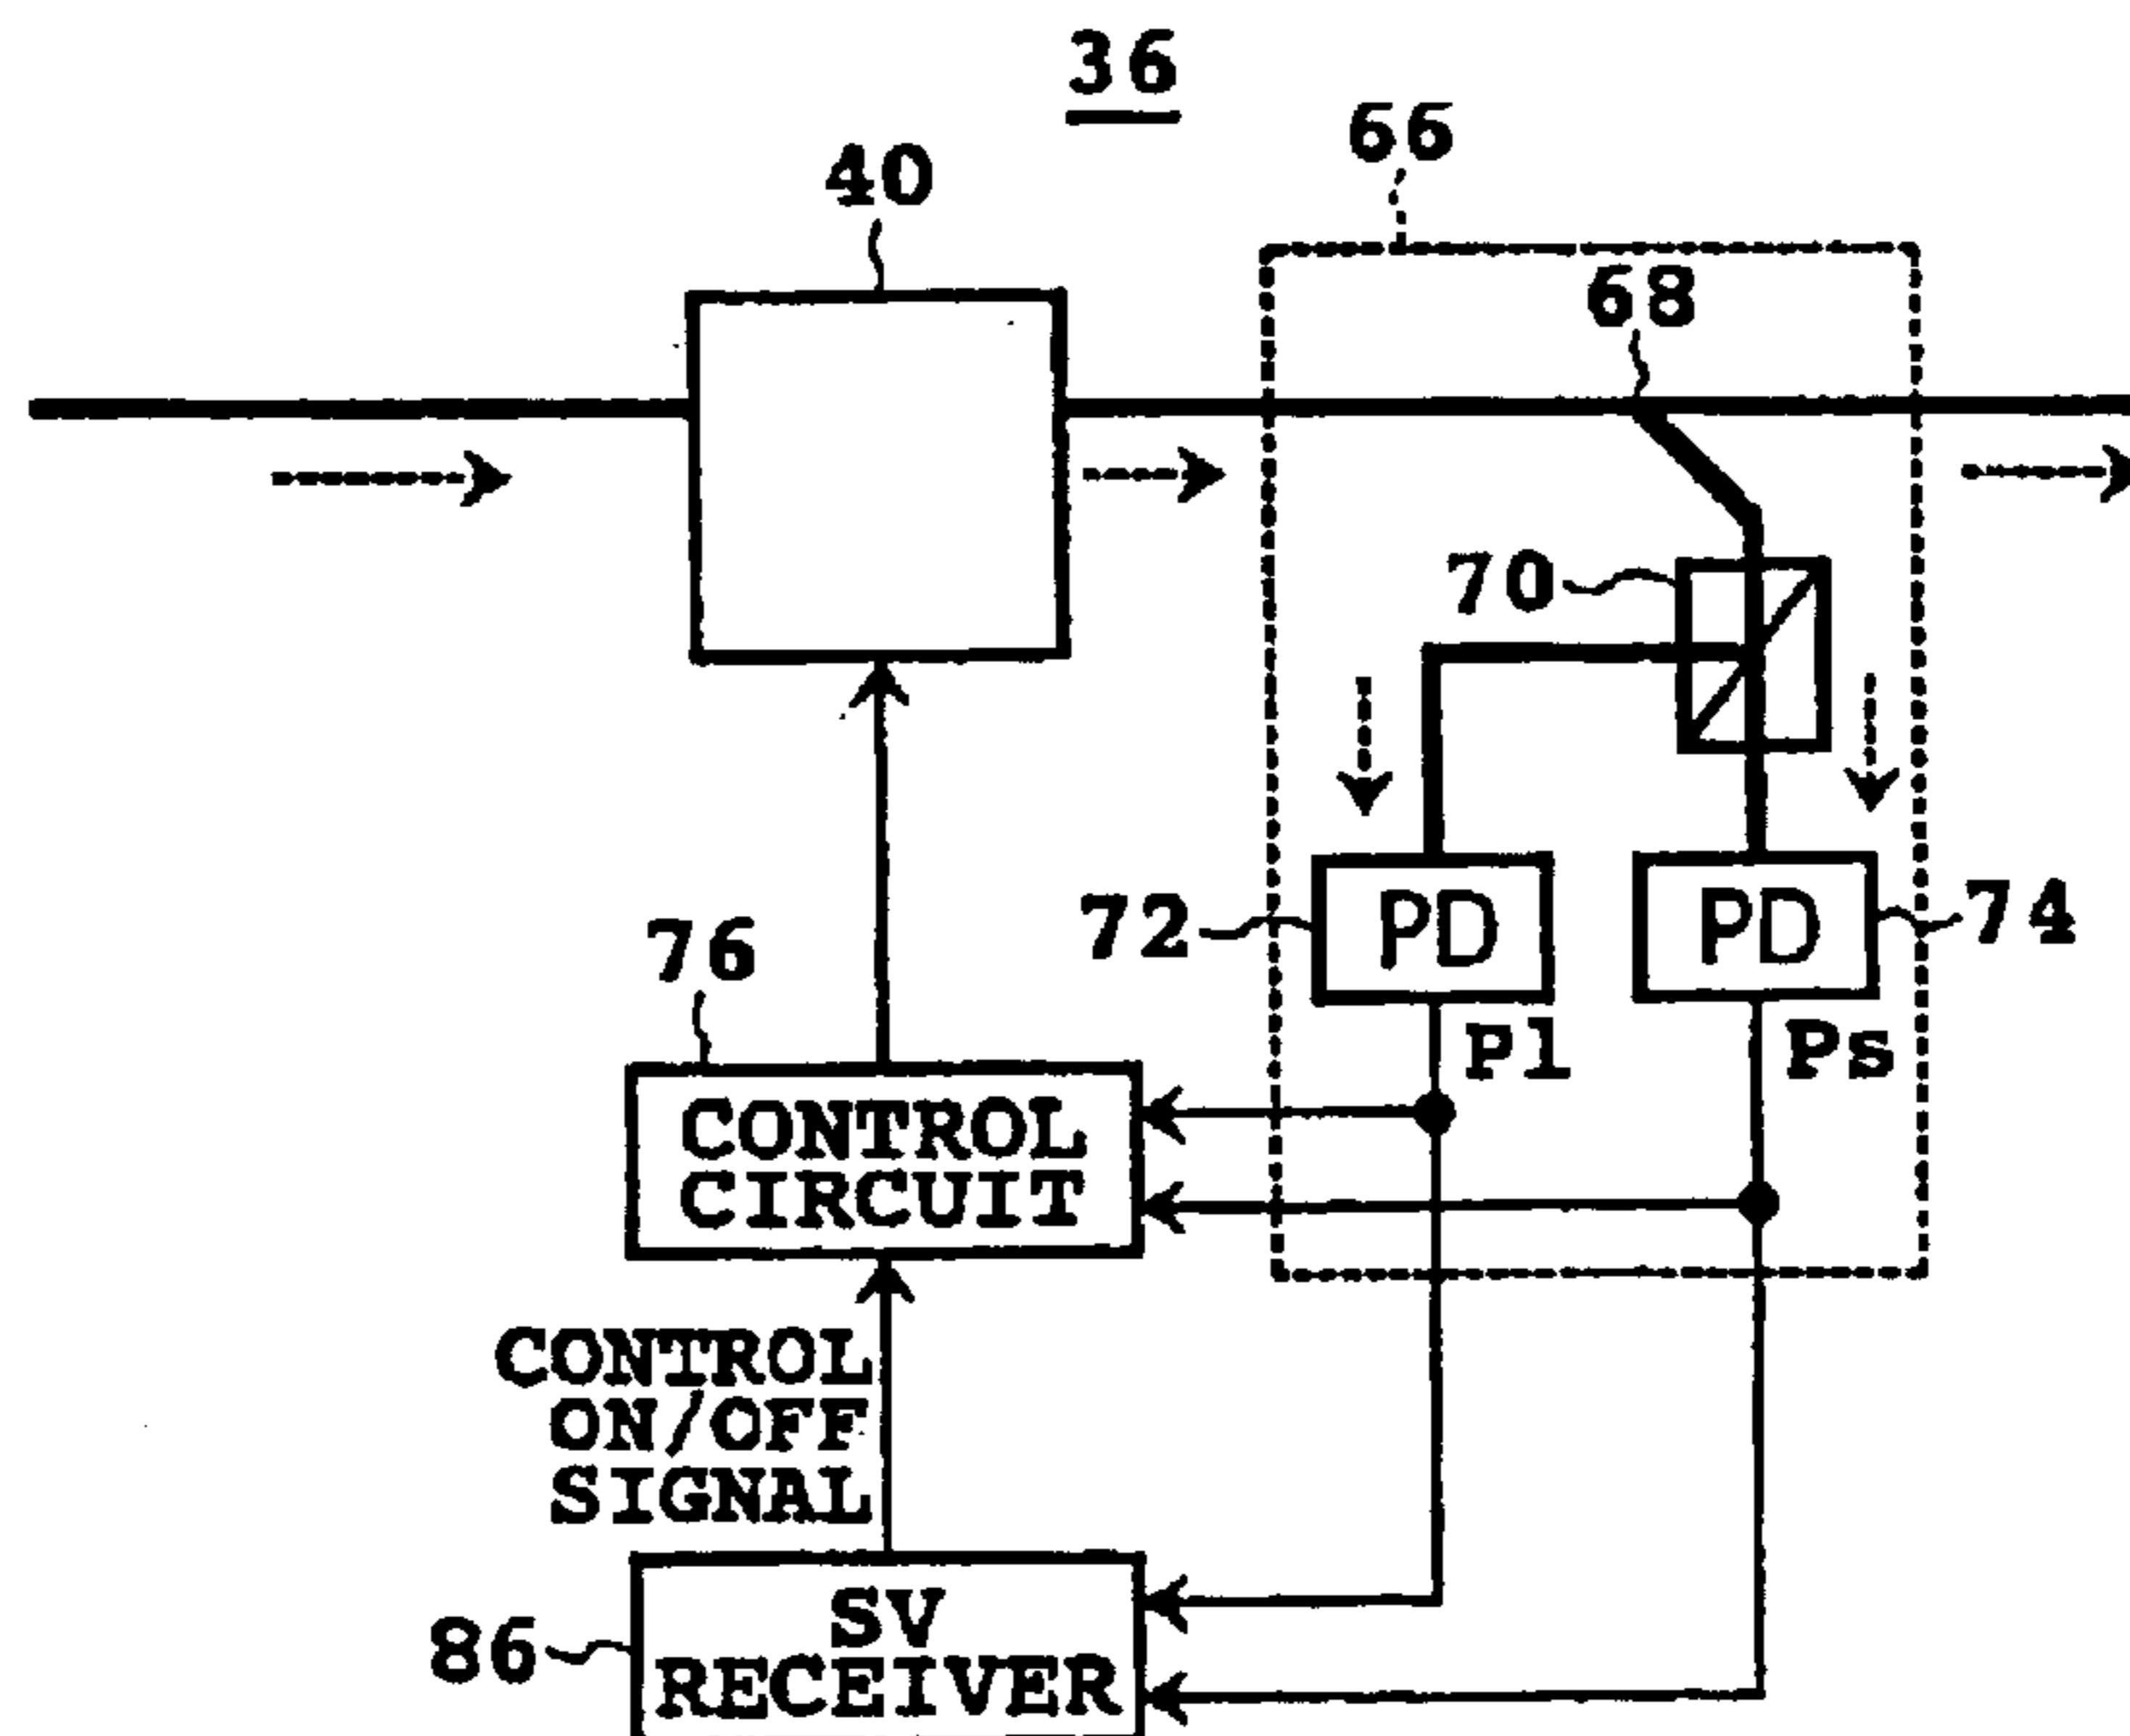 36
66
40
68
70
72
PD
PD
74
76
Pl
Ps
CONTROL
CIRCUIT
CONTROL
ON/OFF
SIGNAL
86
SV
RECEIVER